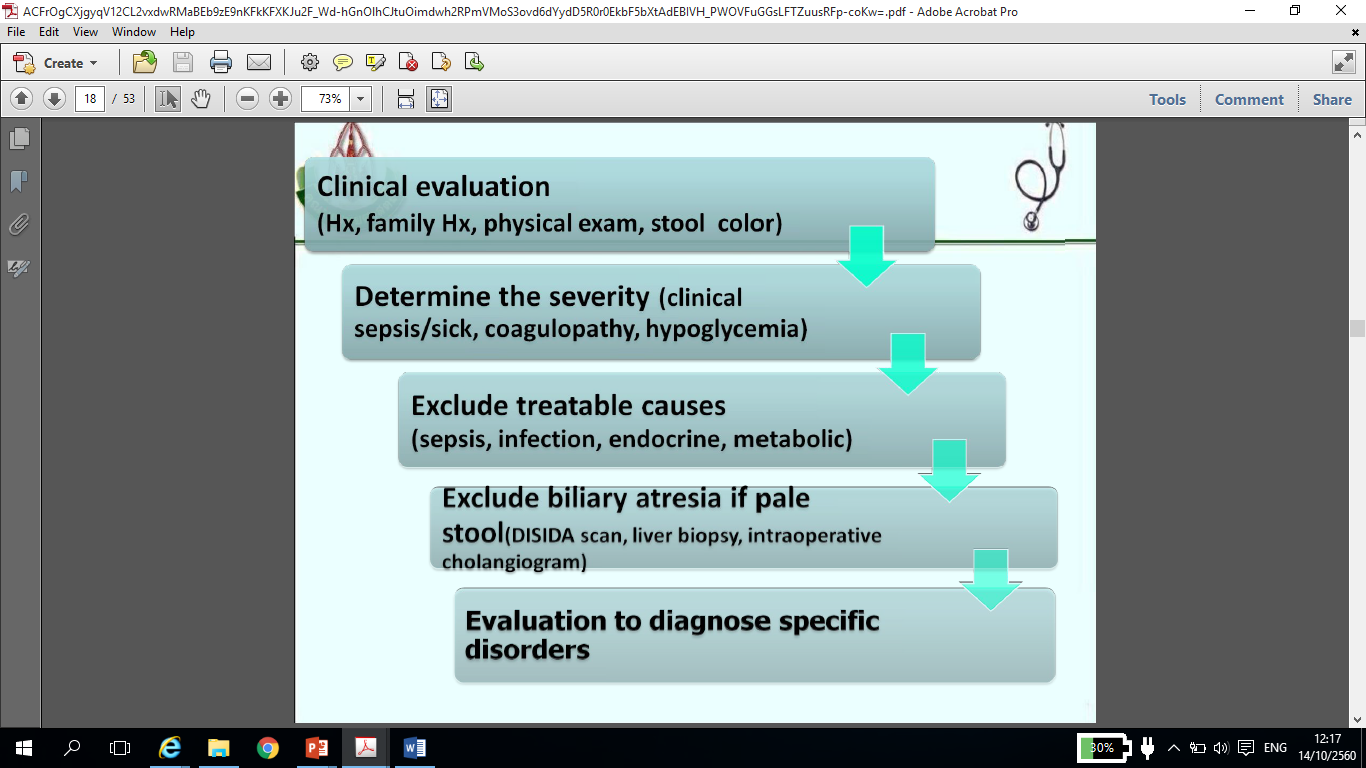 ACFrOgCXjgyqV12CL2vxdwRMaBEb9zE9nKFkKFXKJu2F_Wd-hGnOlhCJtuOimdwh2RPmVMoS3ovd6dYydD5R0r0EkbF5bXtAdEBlVH_PWOVFuGGsLFTZuusRFp-coKw=.pdf - Adobe Acrobat Pro
File Edit View Window Help
Create
18 / 53 73% Tools Comment Share
Clinical evaluation
(Hx, family Hx, physical exam, stool color)
Determine the severity (clinical
sepsis/sick, coagulopathy, hypoglycemia)
Exclude treatable causes
(sepsis, infection, endocrine, metabolic)
Exclude biliary atresia if pale
stool(DISIDA scan, liver biopsy, intraoperative
cholangiogram)
Evaluation to diagnose specific
disorders
30% ENG 12:17
14/10/2560